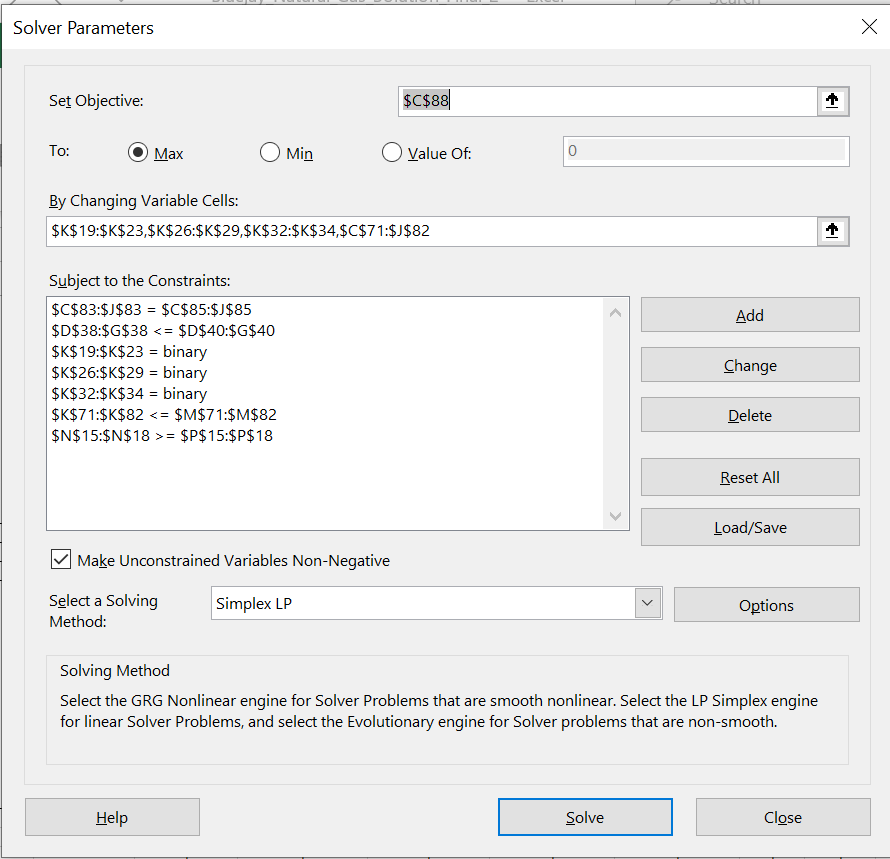 Solver Parameters
Set Objective:
$C$88
To:
Max
Min
Value Of:
0
By Changing Variable Cells:
$K$19:$K$23,$K$26:$K$29,$K$32:$K$34,$C$71:$J$82
Subject to the Constraints:
$C$83:$J$83 = $C$85:$J$85
$D$38:$G$38 <= $D$40:$G$40
$K$19:$K$23 = binary
$K$26:$K$29 = binary
$K$32:$K$34 = binary
$K$71:$K$82 <= $M$71:$M$82
$N$15:$N$18 >= $P$15:$P$18
Add
Change
Delete
Reset All
Load/Save
Make Unconstrained Variables Non-Negative
Select a Solving
Method:
Simplex LP
Options
Solving Method
Select the GRG Nonlinear engine for Solver Problems that are smooth nonlinear. Select the LP Simplex engine
for linear Solver Problems, and select the Evolutionary engine for Solver problems that are non-smooth.
Help
Solve
Close